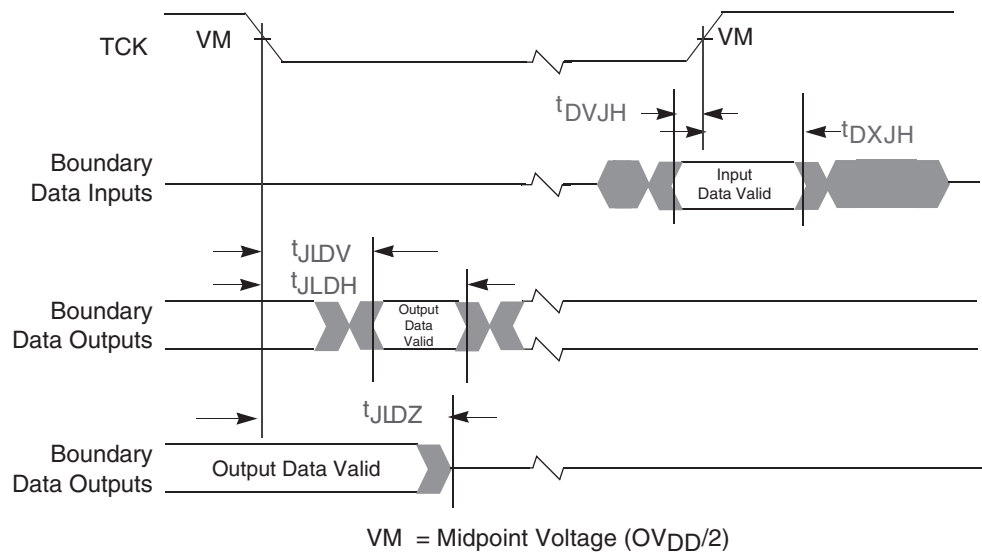 TCK
VM
VM
tDVJH
tDXJH
Boundary
Data Inputs
Input
Data Valid
tJLDV
tJLDH
Boundary
Data Outputs
Output
Data
Valid
tJLDZ
Boundary
Data Outputs
Output Data Valid
VM = Midpoint Voltage (OVDD/2)